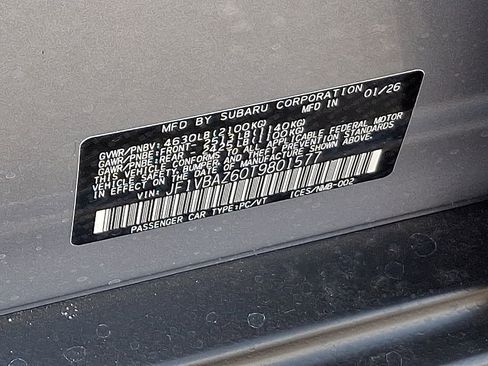 MFD BY SUBARU CORPORATION 01/26
MFD IN
GVWR/PNBV: 4630LB(2100KG)
GAWR/PNBE:FRONT- 2513LB(1140KG)
GAWR/PNBE:REAR - 2425LB(1100KG)
THIS VEHICLE CONFORMS TO ALL APPLICABLE FEDERAL MOTOR
VEHICLE SAFETY, BUMPER AND THEFT PREVENTION STANDARDS
IN EFFECT ON THE DATE OF MANUFACTURE SHOWN ABOVE.
VIN: JF1VBAZ60T9801577
PASSENGER CAR TYPE:PC/VT ICES/NMB-002